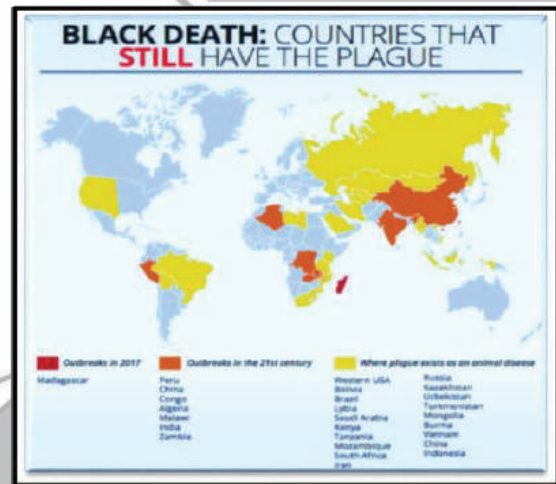 BLACK DEATH: COUNTRIES THAT
STILL HAVE THE PLAGUE
Outbreaks in 2017
Madagascar
Outbreaks in the 21st century
Peru
China
Congo
Algeria
Malawi
India
Zambia
Where plague exists as an animal disease
Western USA
Bolivia
Brazil
Lybia
Saudi Arabia
Kenya
Tanzania
Mozambique
South Africa
Iran
Russia
Kazakhstan
Uzbekistan
Turkmenistan
Mongolia
Burma
Vietnam
China
Indonesia